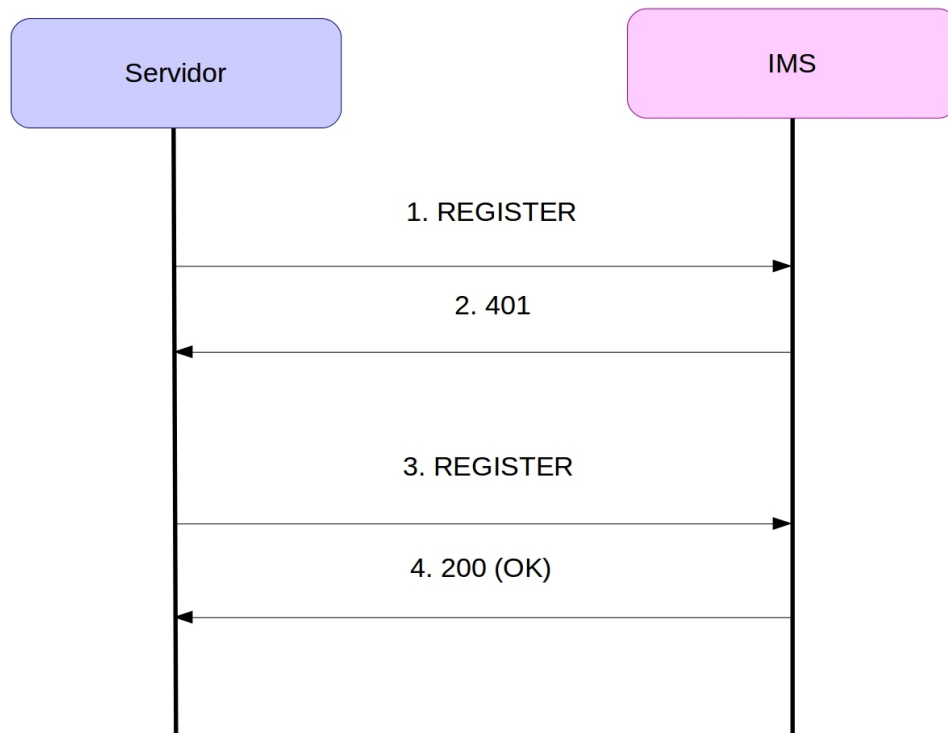 Servidor
IMS
1. REGISTER
2. 401
3. REGISTER
4. 200 (OK)